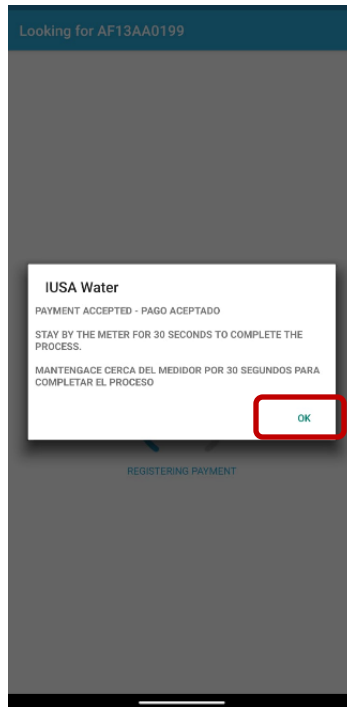 Looking for AF13AA0199
IUSA Water
PAYMENT ACCEPTED - PAGO ACEPTADO
STAY BY THE METER FOR 30 SECONDS TO COMPLETE THE
PROCESS.
MANTENGACE CERCA DEL MEDIDOR POR 30 SEGUNDOS PARA
COMPLETAR EL PROCESO
OK
REGISTERING PAYMENT